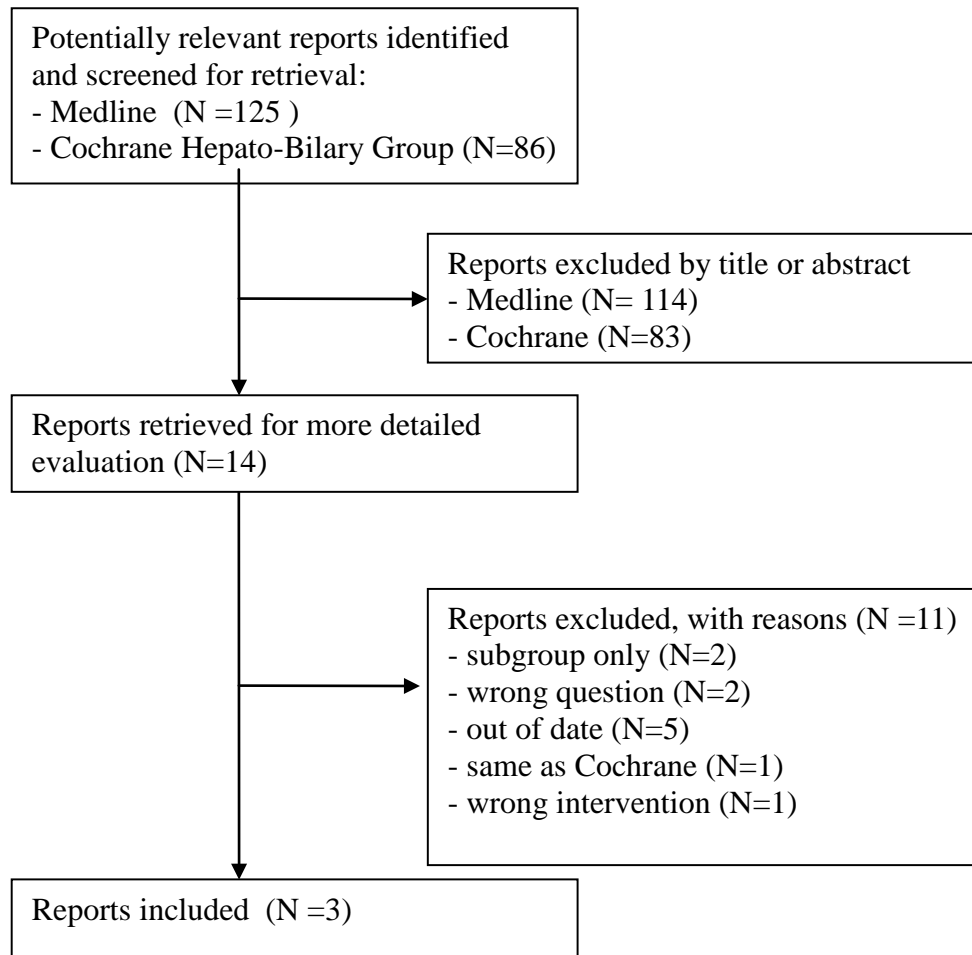 Potentially relevant reports identified
and screened for retrieval:
- Medline (N =125 )
- Cochrane Hepato-Bilary Group (N=86)
Reports excluded by title or abstract
- Medline (N= 114)
- Cochrane (N=83)
Reports retrieved for more detailed
evaluation (N=14)
Reports excluded, with reasons (N =11)
- subgroup only (N=2)
- wrong question (N=2)
- out of date (N=5)
- same as Cochrane (N=1)
- wrong intervention (N=1)
Reports included (N =3)